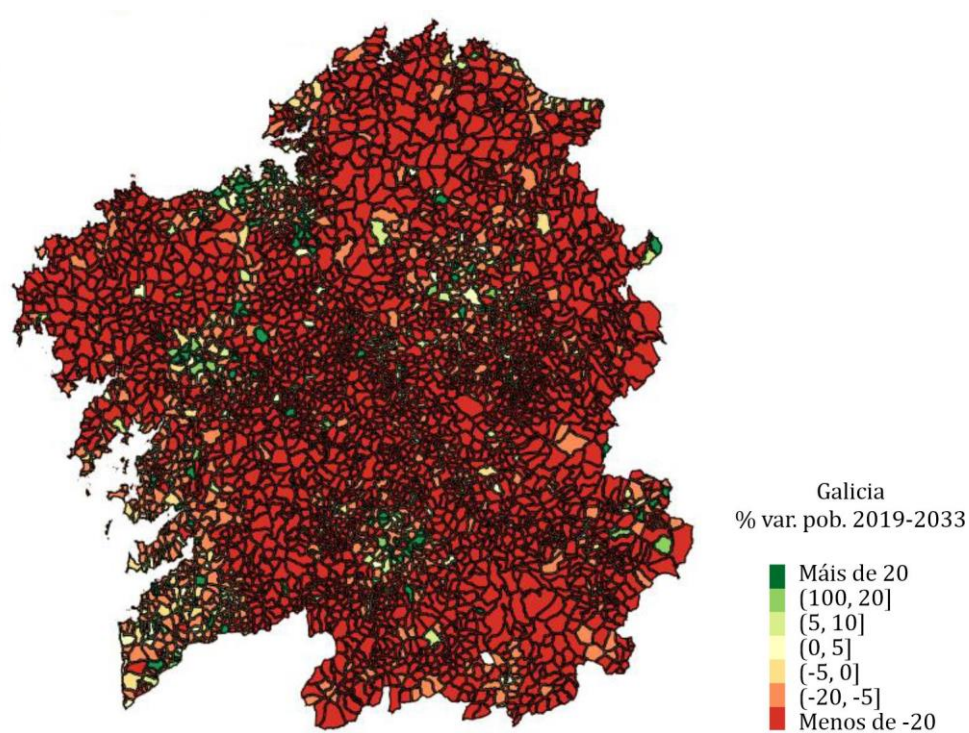 Galicia
% var. pob. 2019-2033
Máis de 20
(100, 20]
(5, 10]
(0, 5]
(-5, 0]
(-20, -5]
Menos de -20